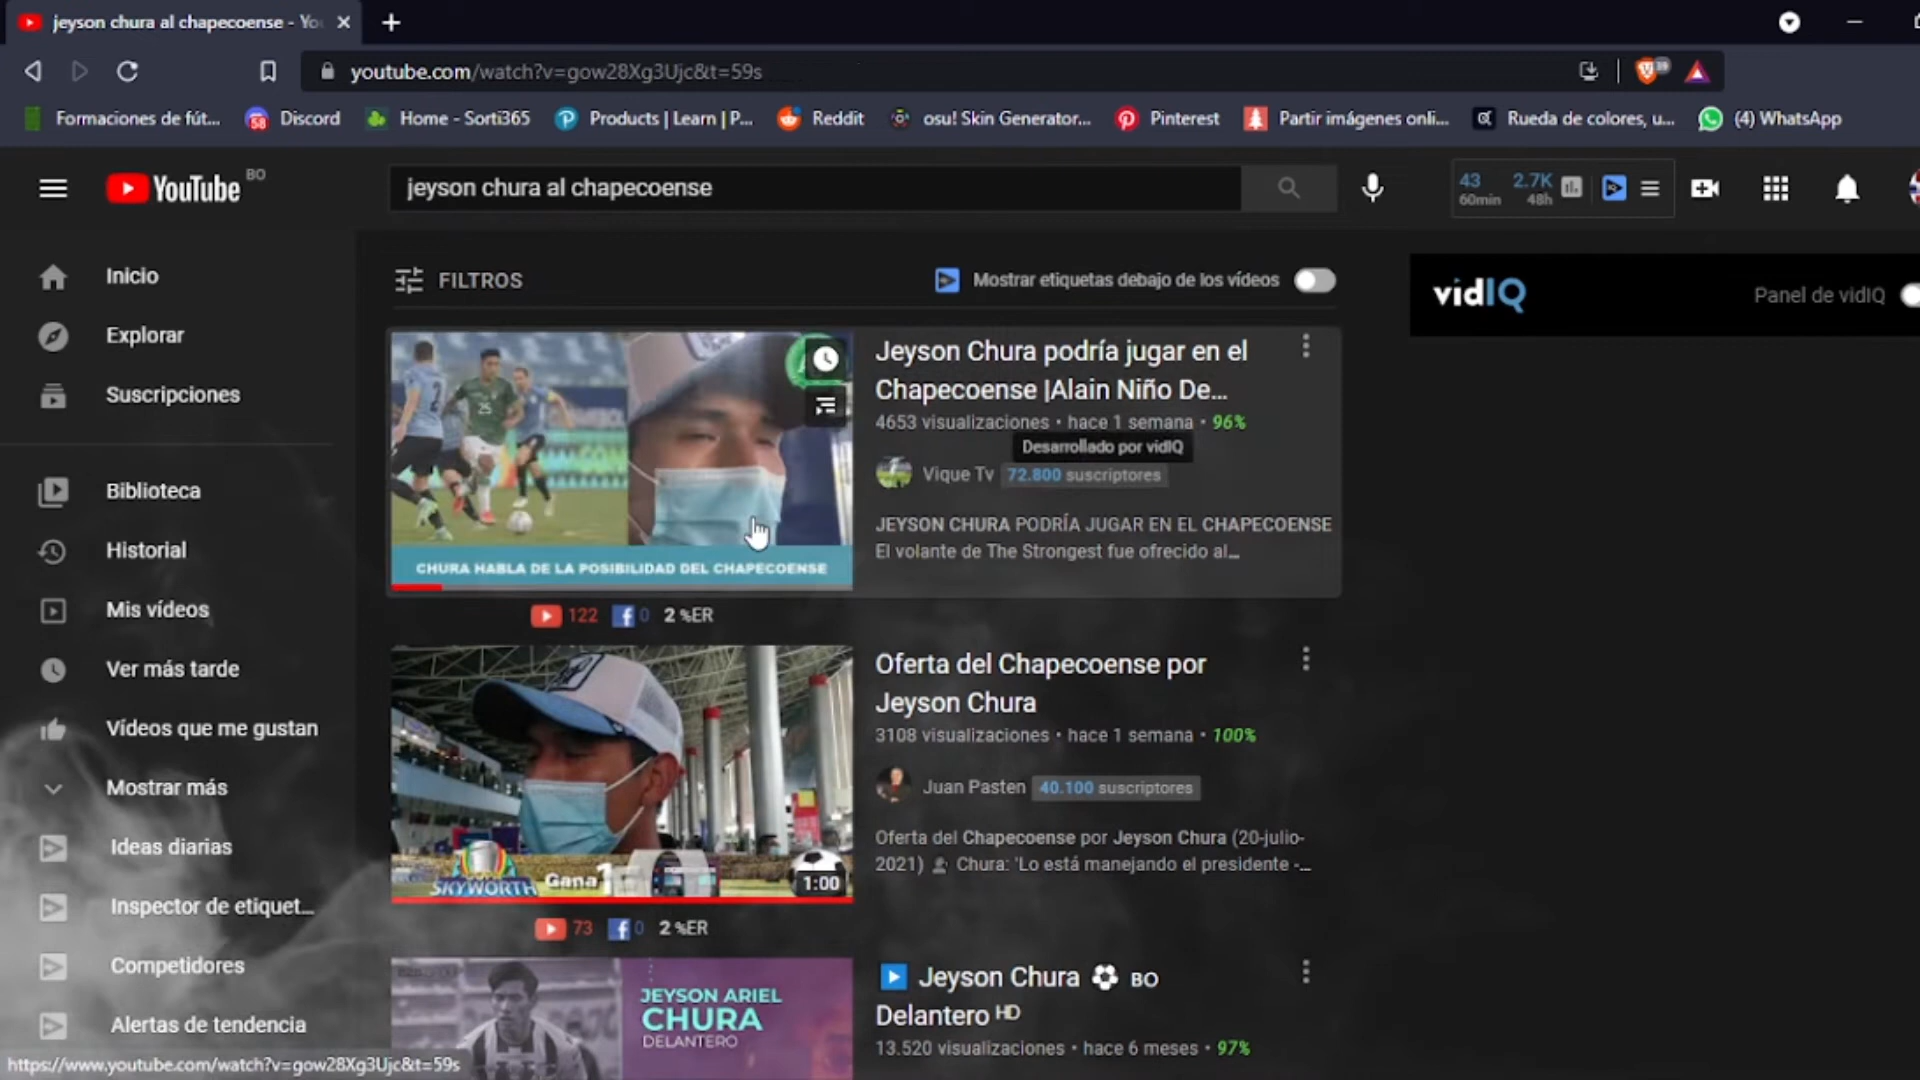 jeyson chura al chapecoense - Yo
youtube.com/watch?v=gow28Xg3Ujc&t=59s
Formaciones de fút...
58
Discord
Home - Sorti365
Products | Learn | P...
Reddit
osu! Skin Generator...
Pinterest
Partir imágenes onli...
Rueda de colores, u...
(4) WhatsApp
YouTube BO
jeyson chura al chapecoense
43
60min
2.7K
48h
Inicio
Explorar
Suscripciones
Biblioteca
Historial
Mis vídeos
Ver más tarde
Vídeos que me gustan
Mostrar más
Ideas diarias
Inspector de etiquet...
Competidores
Alertas de tendencia
FILTROS
Mostrar etiquetas debajo de los vídeos
vidIQ
Panel de vidIQ
CHURA HABLA DE LA POSIBILIDAD DEL CHAPECOENSE
Jeyson Chura podría jugar en el
Chapecoense |Alain Niño De...
4653 visualizaciones • hace 1 semana • 96%
Desarrollado por vidIQ
Vique Tv 72.800 suscriptores
JEYSON CHURA PODRÍA JUGAR EN EL CHAPECOENSE
El volante de The Strongest fue ofrecido al...
122 0 2 %ER
SKYWORTH Gana 1
1:00
Oferta del Chapecoense por
Jeyson Chura
3108 visualizaciones • hace 1 semana • 100%
Juan Pasten 40.100 suscriptores
Oferta del Chapecoense por Jeyson Chura (20-julio-
2021) Chura: 'Lo está manejando el presidente -...
73 0 2 %ER
JEYSON ARIEL
CHURA
DELANTERO
Jeyson Chura BO
Delantero HD
13.520 visualizaciones • hace 6 meses • 97%
https://www.youtube.com/watch?v=gow28Xg3Ujc&t=59s